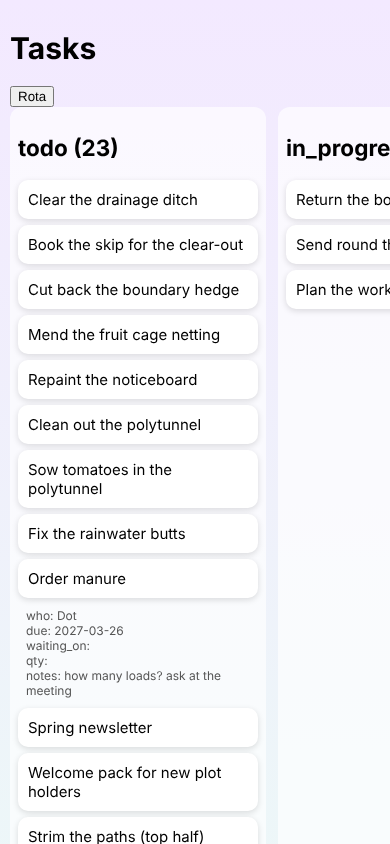 Tasks
Rota
todo (23)
Clear the drainage ditch
Book the skip for the clear-out
Cut back the boundary hedge
Mend the fruit cage netting
Repaint the noticeboard
Clean out the polytunnel
Sow tomatoes in the
polytunnel
Fix the rainwater butts
Order manure
who: Dot
due: 2027-03-26
waiting_on:
qty:
notes: how many loads? ask at the
meeting
Spring newsletter
Welcome pack for new plot
holders
Strim the paths (top half)
in_progre
Return the bo
Send round th
Plan the work